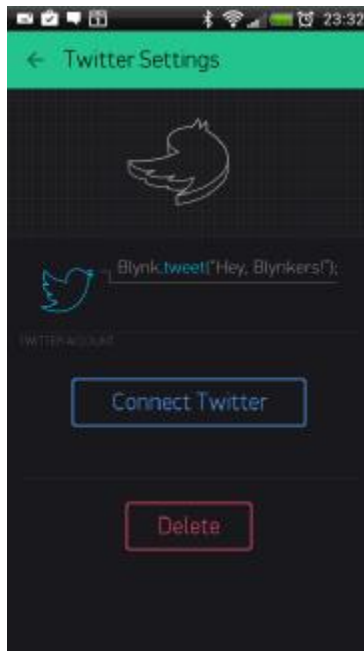 23:32
Twitter Settings
Blynk.tweet("Hey, Blynkers!");
TWITTER ACCOUNT
Connect Twitter
Delete